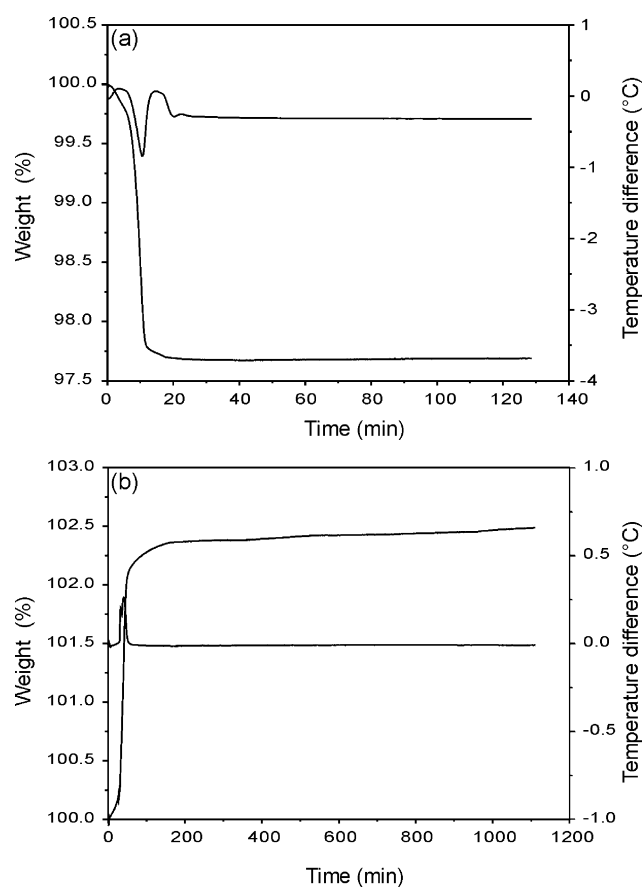 (a)
100.5
100.0
99.5
99.0
98.5
98.0
97.5
Weight (%)
1
0
-1
-2
-3
-4
Temperature difference (°C)
0 20 40 60 80 100 120 140
Time (min)
(b)
103.0
102.5
102.0
101.5
101.0
100.5
100.0
Weight (%)
1.0
0.5
0.0
-0.5
-1.0
Temperature difference (°C)
0 200 400 600 800 1000 1200
Time (min)